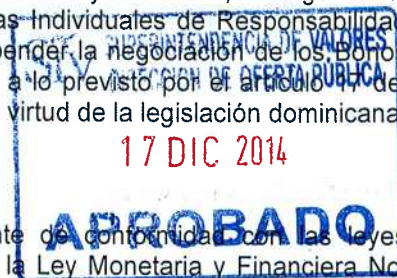 as Individuales de Responsabilida
SUPERINTENDENCIA DE VALORES
pender la negociación de los Bonos
DIRECCIÓN DE OFERTA PÚBLICA
a lo previsto por el artículo 17 de
virtud de la legislación dominicana
17 DIC 2014
APROBADO
te de conformidad con las leyes
la Ley Monetaria y Financiera No